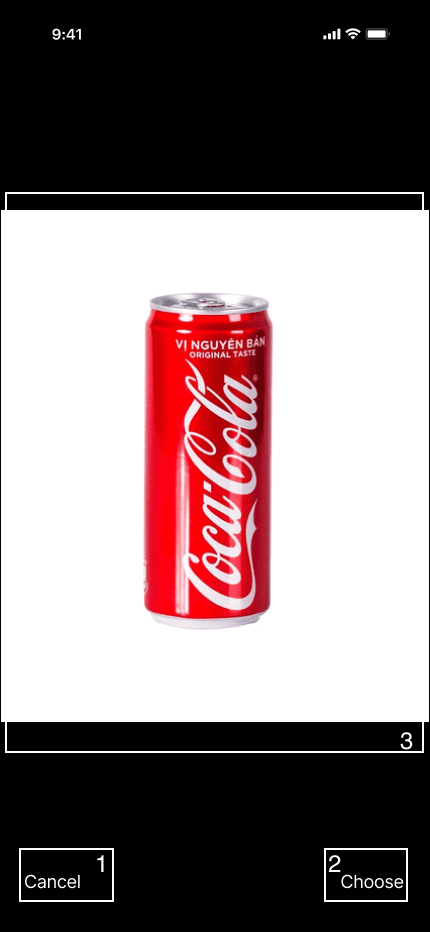 9:41
VỊ NGUYÊN BẢN
ORIGINAL TASTE
Coca-Cola
3
1
Cancel
2
Choose